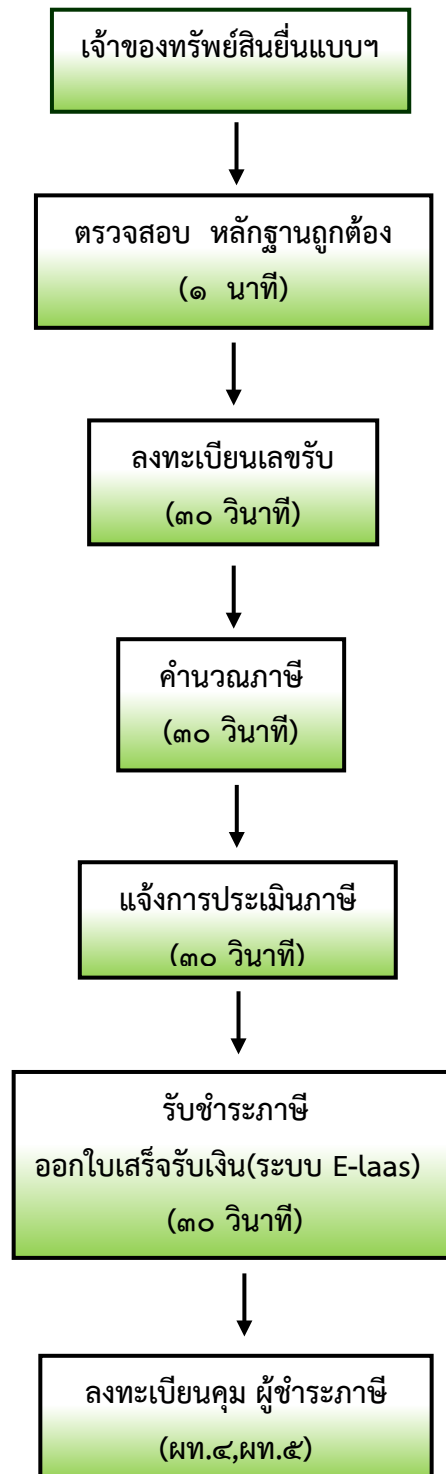 เจ้าของทรัพย์สินยื่นแบบฯ
ตรวจสอบ หลักฐานถูกต้อง
(๑ นาที)
ลงทะเบียนเลขรับ
(๓๐ วินาที)
คำนวณภาษี
(๓๐ วินาที)
แจ้งการประเมินภาษี
(๓๐ วินาที)
รับชำระภาษี
ออกใบเสร็จรับเงิน(ระบบ E-laas)
(๓๐ วินาที)
ลงทะเบียนคุม ผู้ชำระภาษี
(ผท.๔,ผท.๕)